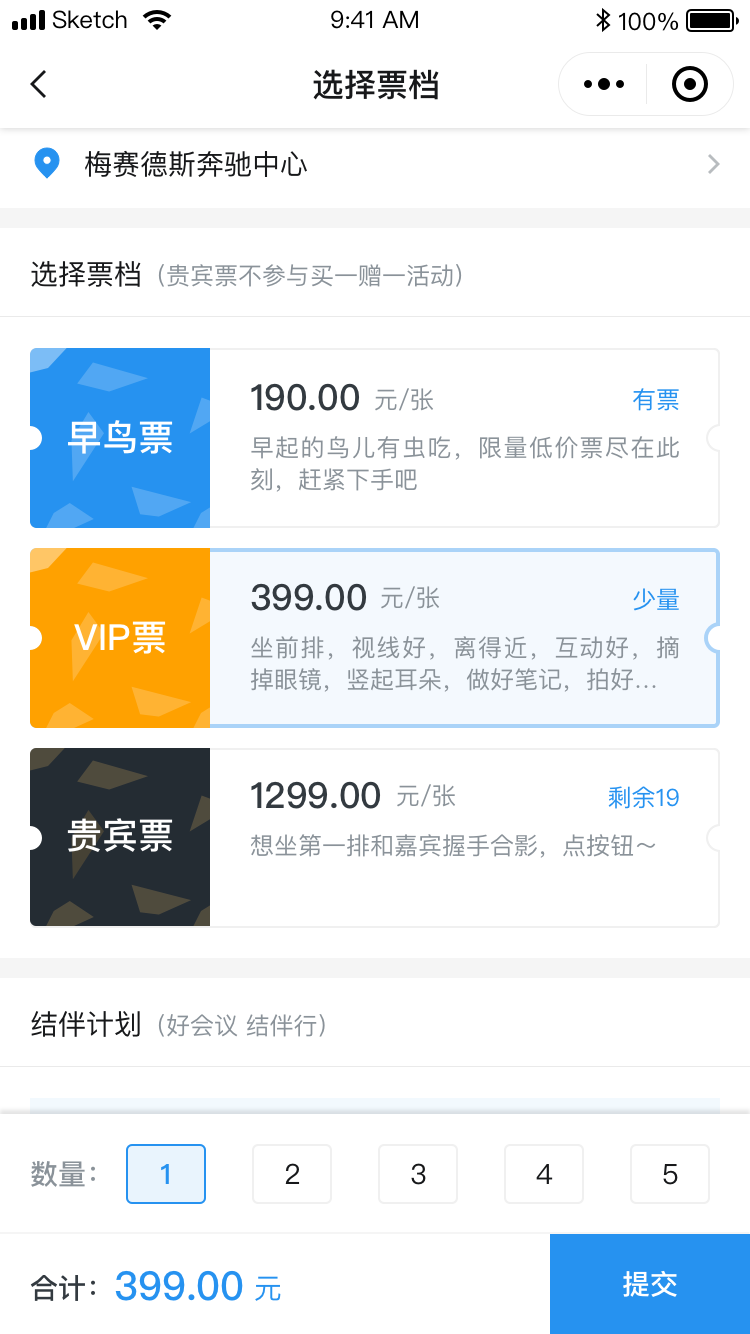 Sketch 9:41 AM 100%
选择票档
梅赛德斯奔驰中心
选择票档（贵宾票不参与买一赠一活动）
早鸟票
190.00 元/张 有票
早起的鸟儿有虫吃，限量低价票尽在此
刻，赶紧下手吧
VIP票
399.00 元/张 少量
坐前排，视线好，离得近，互动好，摘
掉眼镜，竖起耳朵，做好笔记，拍好...
贵宾票
1299.00 元/张 剩余19
想坐第一排和嘉宾握手合影，点按钮～
结伴计划（好会议 结伴行）
数量： 1 2 3 4 5
合计：399.00 元 提交